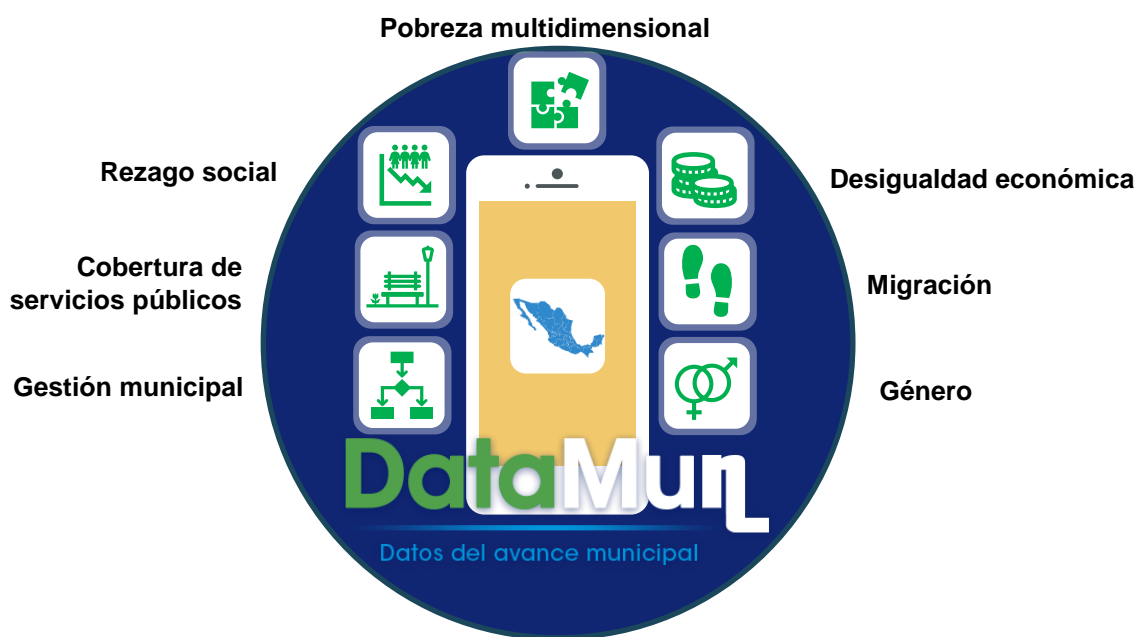 Pobreza multidimensional
Rezago social
Desigualdad económica
Cobertura de
servicios públicos
Migración
Gestión municipal
Género
DataMun
Datos del avance municipal